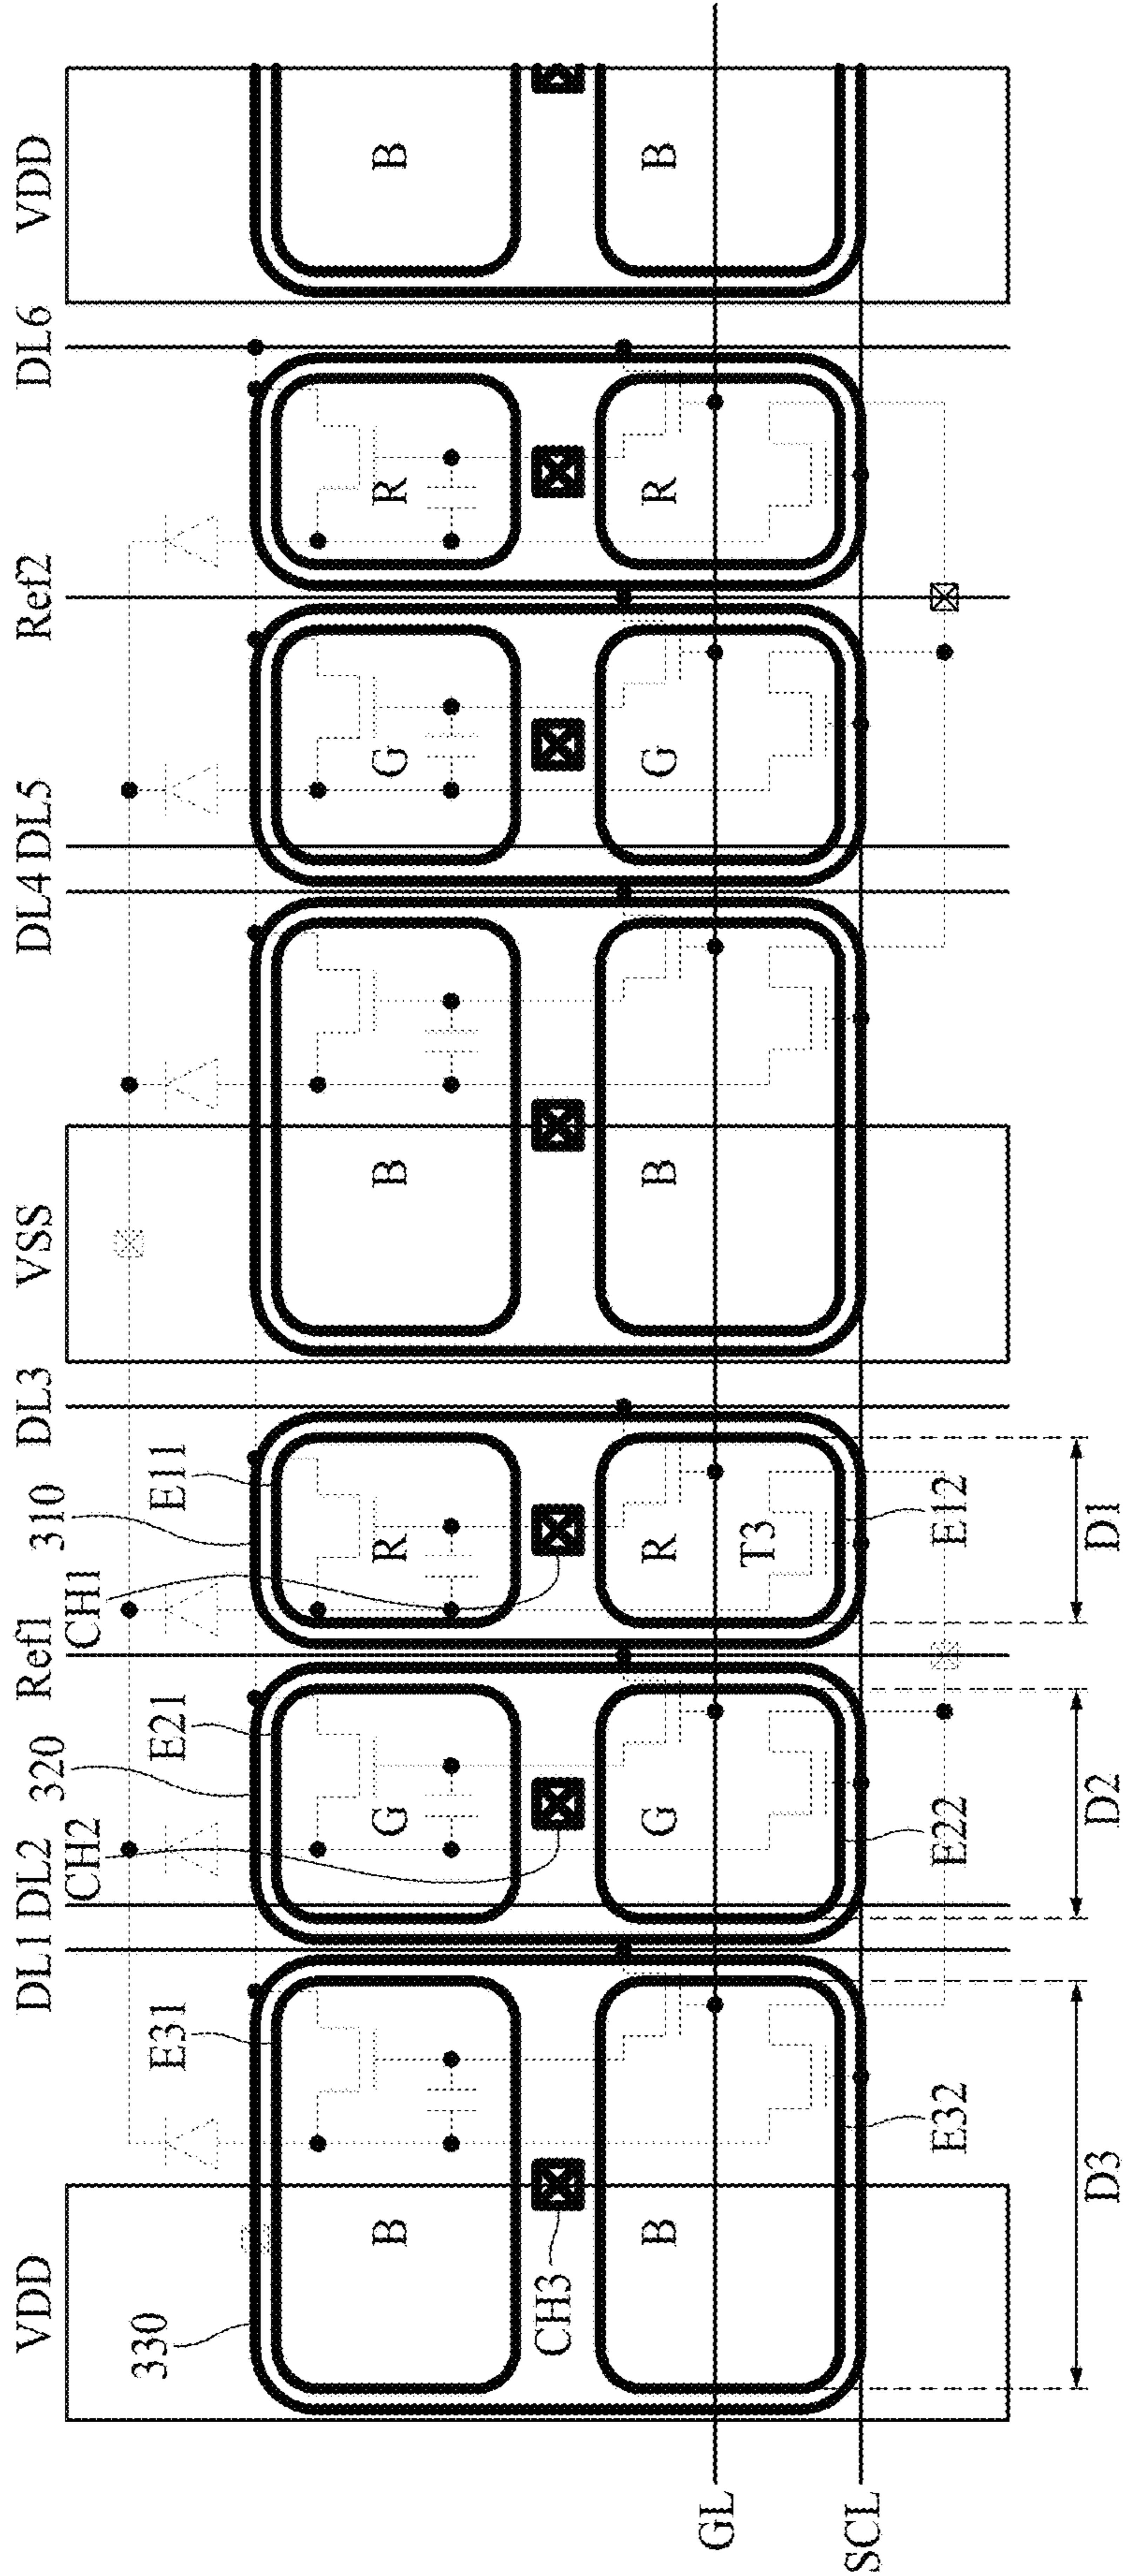 VDD DL1 DL2 Ref1 DL3 VSS DL4 DL5 Ref2 DL6 VDD
320 310
CH2 CH1
330 E31 E21 E11
B G R B G R B
CH3
B G R B G R B
GL
T3
SCL
E32 E22 E12
D3 D2 D1